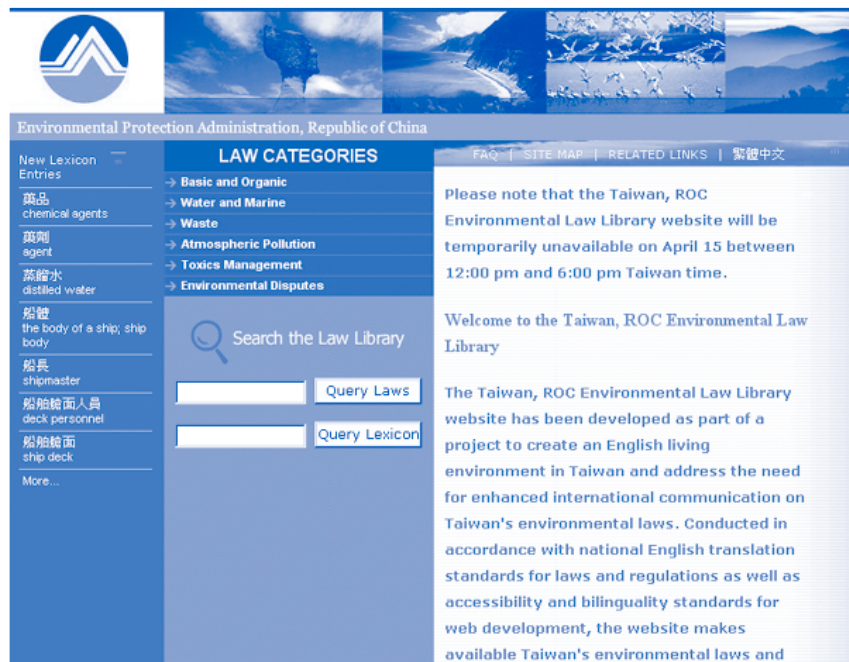 Environmental Protection Administration, Republic of China
New Lexicon
Entries
藥品
chemical agents
藥劑
agent
蒸餾水
distilled water
船體
the body of a ship; ship
body
船長
shipmaster
船舶艙面人員
deck personnel
船舶艙面
ship deck
More...
LAW CATEGORIES
Basic and Organic
Water and Marine
Waste
Atmospheric Pollution
Toxics Management
Environmental Disputes
Search the Law Library
Query Laws
Query Lexicon
FAQ | SITE MAP | RELATED LINKS | 繁體中文
Please note that the Taiwan, ROC
Environmental Law Library website will be
temporarily unavailable on April 15 between
12:00 pm and 6:00 pm Taiwan time.
Welcome to the Taiwan, ROC Environmental Law
Library
The Taiwan, ROC Environmental Law Library
website has been developed as part of a
project to create an English living
environment in Taiwan and address the need
for enhanced international communication on
Taiwan's environmental laws. Conducted in
accordance with national English translation
standards for laws and regulations as well as
accessibility and bilinguality standards for
web development, the website makes
available Taiwan's environmental laws and